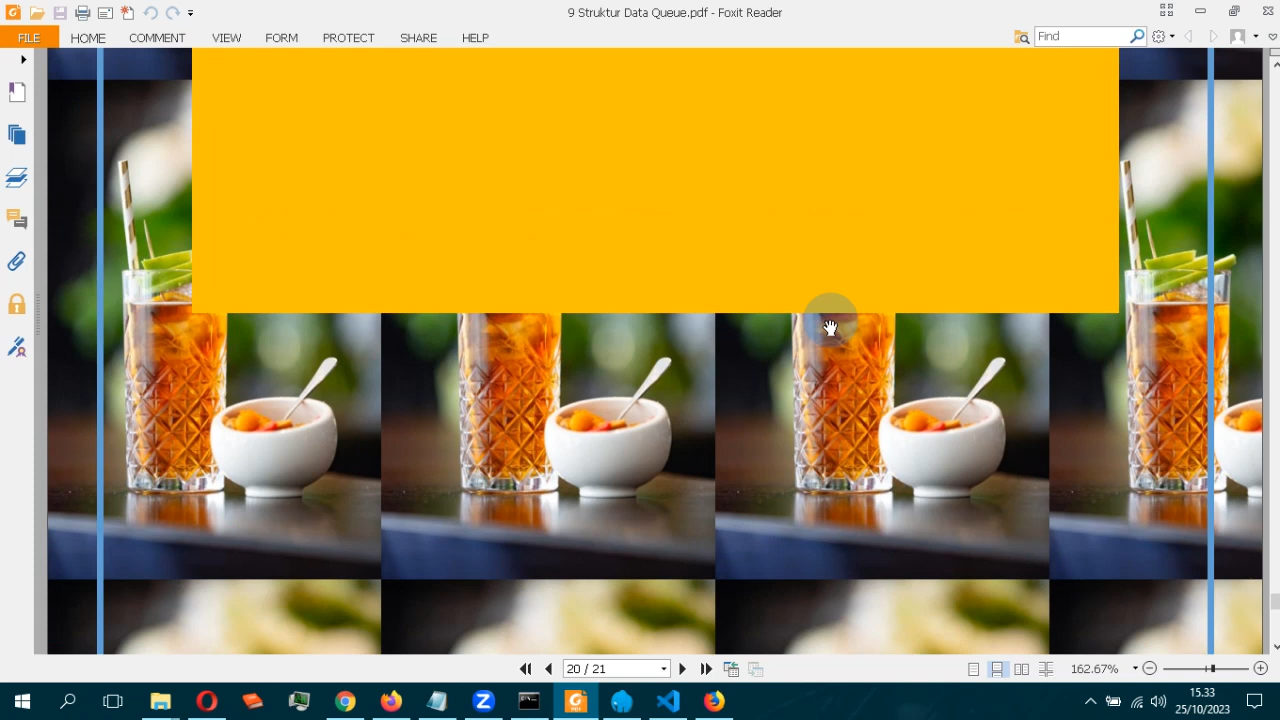 9 Struktur Data Queue.pdf - Foxit Reader
FILE
HOME
COMMENT
VIEW
FORM
PROTECT
SHARE
HELP
Find
20 / 21
162.67%
15.33
25/10/2023